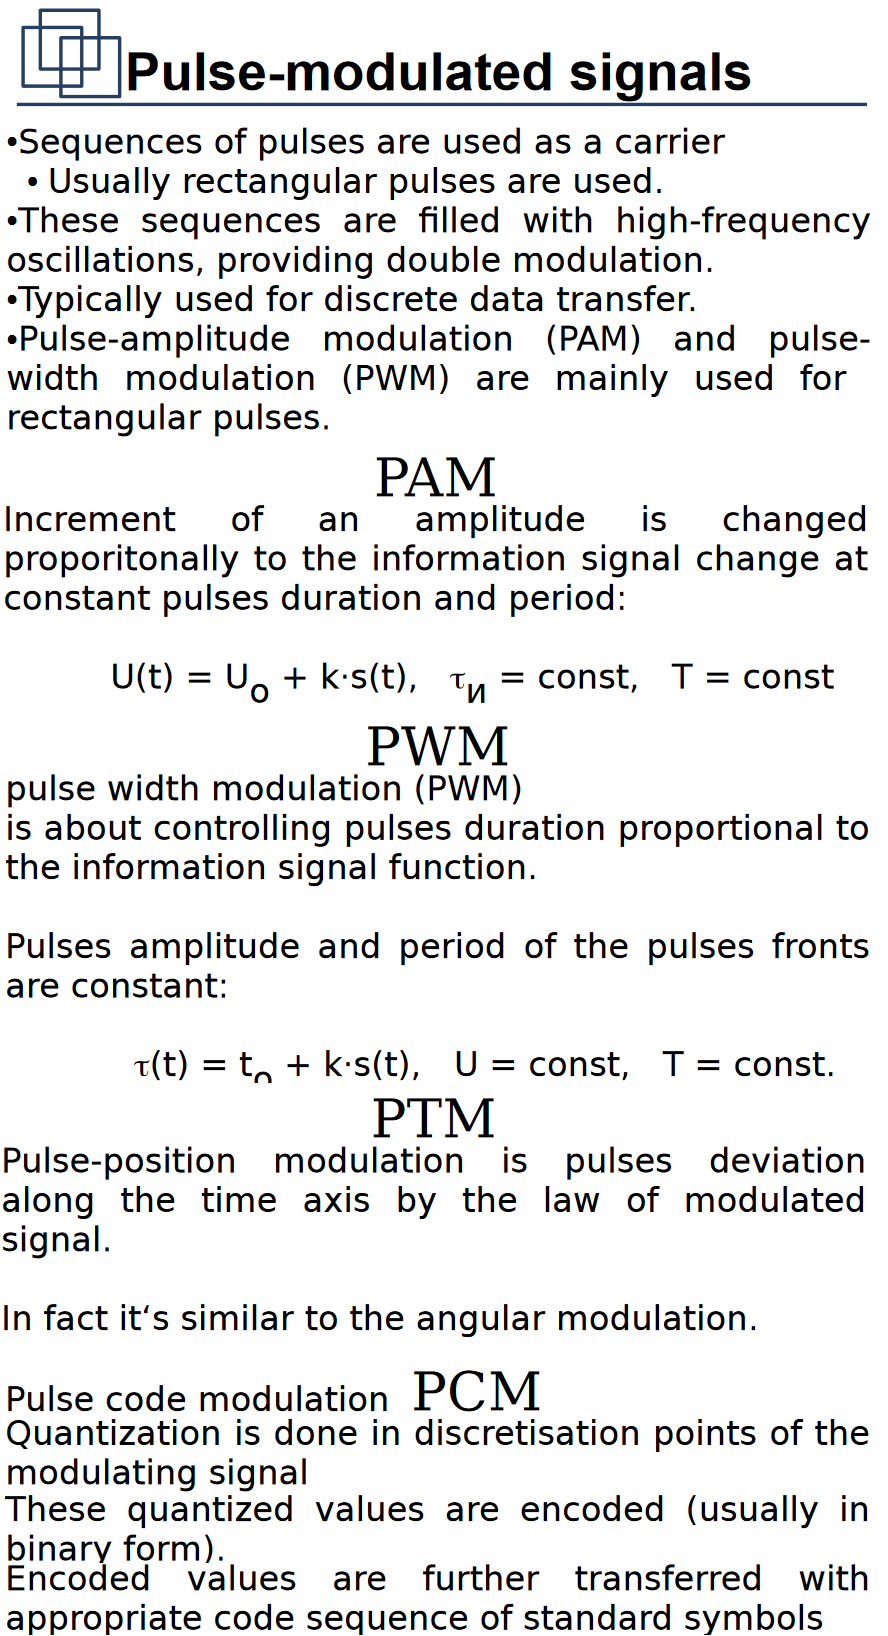 Pulse-modulated signals
•Sequences of pulses are used as a carrier
• Usually rectangular pulses are used.
•These sequences are filled with high-frequency
oscillations, providing double modulation.
•Typically used for discrete data transfer.
•Pulse-amplitude modulation (PAM) and pulse-
width modulation (PWM) are mainly used for
rectangular pulses.
PAM
Increment of an amplitude is changed
proporitonally to the information signal change at
constant pulses duration and period:
U(t) = Uo + k·s(t), τи = const, T = const
PWM
pulse width modulation (PWM)
is about controlling pulses duration proportional to
the information signal function.
Pulses amplitude and period of the pulses fronts
are constant:
τ(t) = to + k·s(t), U = const, T = const.
PTM
Pulse-position modulation is pulses deviation
along the time axis by the law of modulated
signal.
In fact it‘s similar to the angular modulation.
Pulse code modulation PCM
Quantization is done in discretisation points of the
modulating signal
These quantized values are encoded (usually in
binary form).
Encoded values are further transferred with
appropriate code sequence of standard symbols